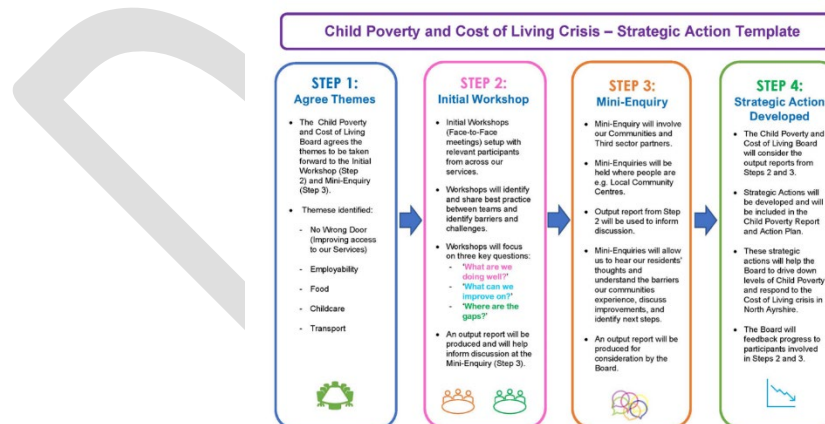 Child Poverty and Cost of Living Crisis – Strategic Action Template
STEP 1:
Agree Themes
• The Child Poverty
and Cost of Living
Board agrees the
themes to be taken
forward to the Initial
Workshop (Step
2) and Mini-Enquiry
(Step 3).
• Themese identified:
- No Wrong Door
(Improving access
to our Services)
- Employability
- Food
- Childcare
- Transport
STEP 2:
Initial Workshop
• Initial Workshops
(Face-to-Face
meetings) setup with
relevant participants
from across our
services.
• Workshops will identify
and share best practice
between teams and
identify barriers and
challenges.
• Workshops will focus
on three key questions:
- 'What are we
doing well?'
- 'What can we
improve on?'
- 'Where are the
gaps?'
• An output report will be
produced and will help
inform discussion at the
Mini-Enquiry (Step 3).
STEP 3:
Mini-Enquiry
• Mini-Enquiry will involve
our Communities and
Third sector partners.
• Mini-Enquiries will be
held where people are
e.g. Local Community
Centres.
• Output report from Step
2 will be used to inform
discussion.
• Mini-Enquiries will allow
us to hear our residents'
thoughts and
understand the barriers
our communities
experience, discuss
improvements, and
identify next steps.
• An output report will be
produced for
consideration by the
Board.
STEP 4:
Strategic Action
Developed
• The Child Poverty and
Cost of Living Board
will consider the
output reports from
Steps 2 and 3.
• Strategic Actions will
be developed and will
be included in the
Child Poverty Report
and Action Plan.
• These strategic
actions will help the
Board to drive down
levels of Child Poverty
and respond to the
Cost of Living crisis in
North Ayrshire.
• The Board will
feedback progress to
participants involved
in Steps 2 and 3.